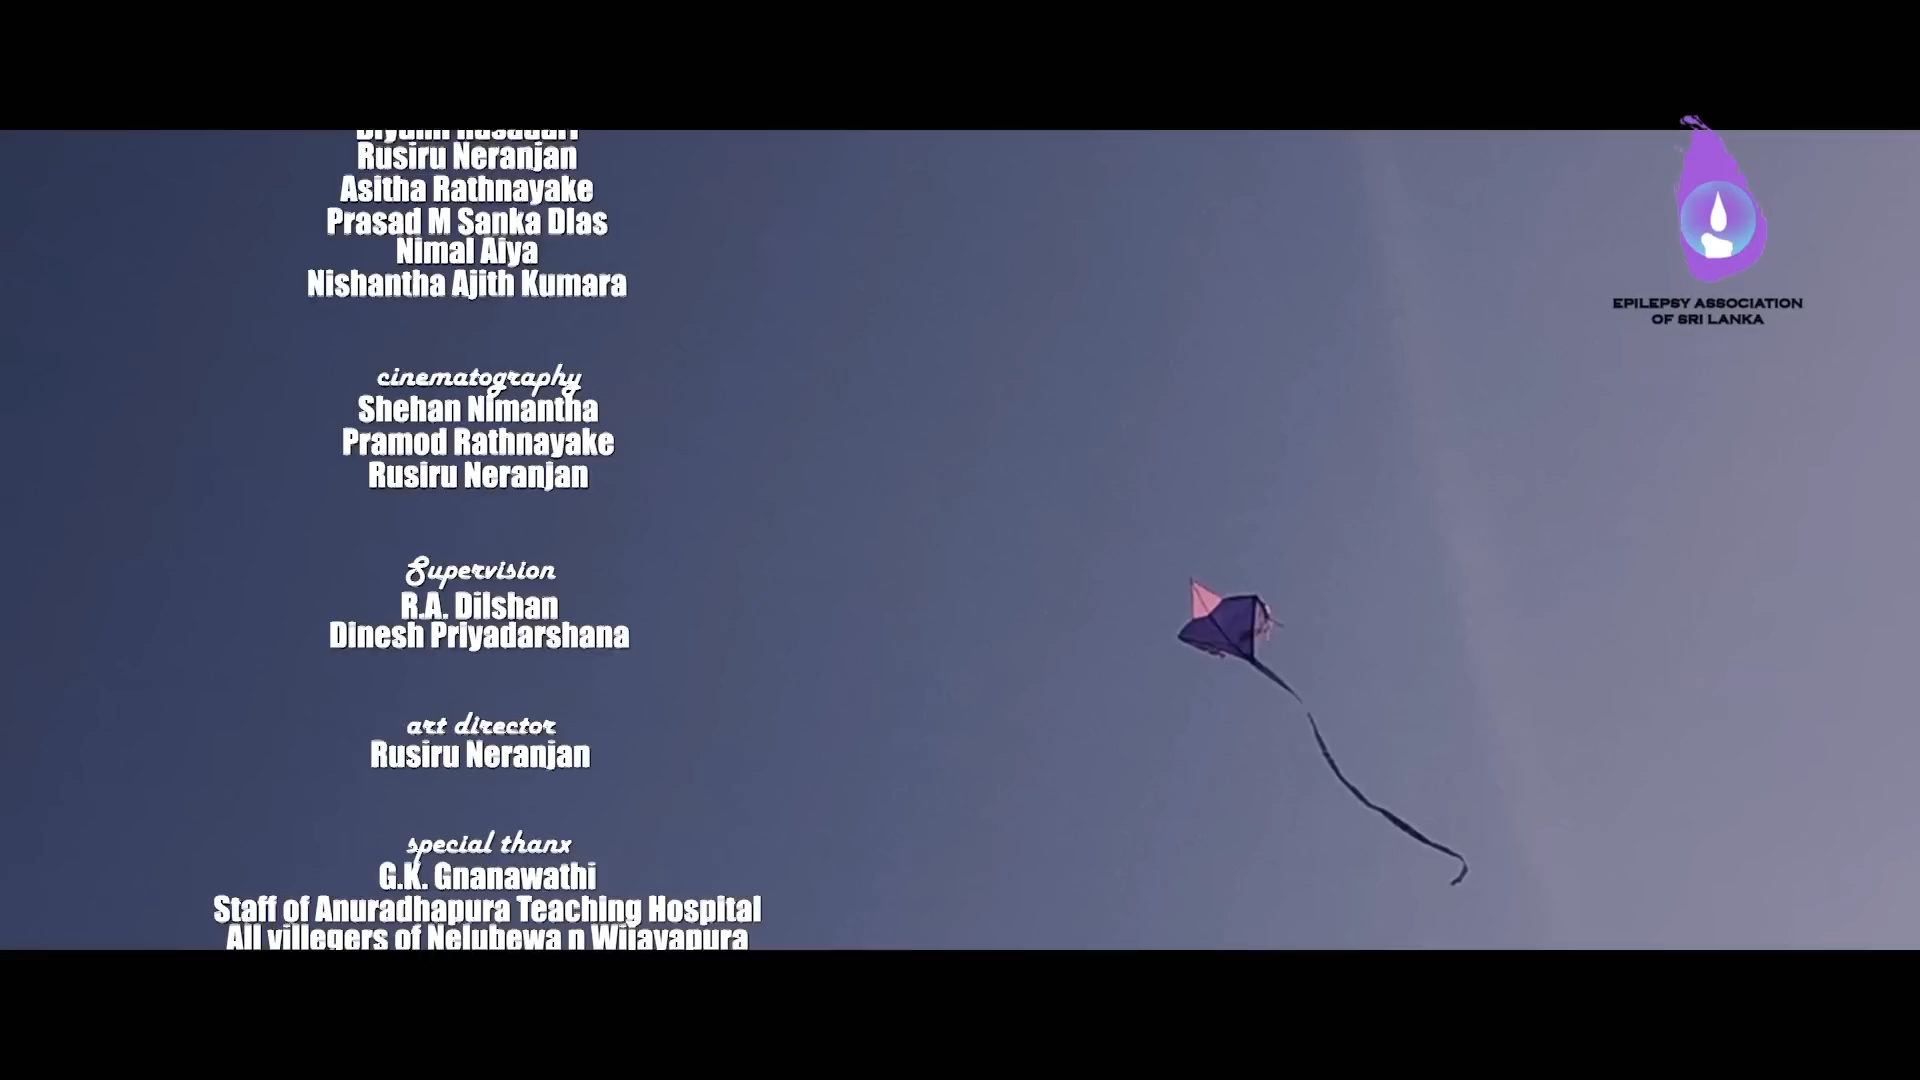 Rusiru Neranjan
Asitha Rathnayake
Prasad M Sanka DIas
Nimal Aiya
Nishantha Ajith Kumara
cinematography
Shehan Nimantha
Pramod Rathnayake
Rusiru Neranjan
Supervision
R.A. Dilshan
Dinesh Priyadarshana
art director
Rusiru Neranjan
special thanx
G.K. Gnanawathi
Staff of Anuradhapura Teaching Hospital
All villegers of Nelubewa n Wijayapura
EPILEPSY ASSOCIATION
OF SRI LANKA